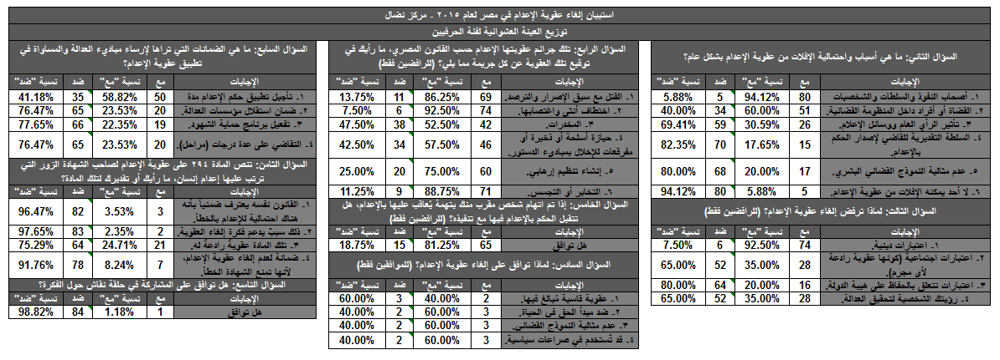 استبيان إلغاء عقوبة الإعدام في مصر لعام ٢٠١٥ - مركز نضال
توزيع العينة العشوائية لفئة الحرفيين
السؤال الثاني: ما هي أسباب واحتمالية الإفلات من عقوبة الإعدام بشكل عام؟
الإجابات مع نسبة "مع" ضد نسبة "ضد"
١- أصحاب النفوذ والسلطات والشخصيات 80 94.12% 5 5.88%
٢- القضاة أو أفراد داخل المنظومة القضائية. 51 60.00% 34 40.00%
٣- تأثير الرأي العام ووسائل الإعلام. 26 30.59% 59 69.41%
٤- السلطة التقديرية للقاضي لإصدار الحكم
بالإعدام. 15 17.65% 70 82.35%
٥- عدم مثالية النموذج القضائي البشري. 17 20.00% 68 80.00%
٦- لا أحد يمكنه الإفلات من عقوبة الإعدام. 5 5.88% 80 94.12%
السؤال الثالث: لماذا ترفض إلغاء عقوبة الإعدام؟ (للرافضين فقط)
الإجابات مع نسبة "مع" ضد نسبة "ضد"
١- اعتبارات دينية. 74 92.50% 6 7.50%
٢- اعتبارات اجتماعية (كونها عقوبة رادعة
لأي مجرم). 28 35.00% 52 65.00%
٣- اعتبارات تتعلق بالحفاظ على هيبة الدولة. 16 20.00% 64 80.00%
٤- رؤيتك الشخصية لتحقيق العدالة. 28 35.00% 52 65.00%
السؤال الرابع: تلك جرائم عقوبتها الإعدام حسب القانون المصري، ما رأيك في
توقيع تلك العقوبة عن كل جريمة مما يلي؟ (للرافضين فقط)
الإجابات مع نسبة "مع" ضد نسبة "ضد"
١- القتل مع سبق الإصرار والترصد. 69 86.25% 11 13.75%
٢- اختطاف أنثى واغتصابها. 74 92.50% 6 7.50%
٣- المخدرات. 42 52.50% 38 47.50%
٤- حيازة أسلحة أو ذخيرة أو
مفرقعات للإخلال بمبادىء الدستور. 46 57.50% 34 42.50%
٥- إنشاء تنظيم إرهابي. 60 75.00% 20 25.00%
٦- التخابر أو التجسس. 71 88.75% 9 11.25%
السؤال الخامس: إذا تم اتهام شخص مقرب منك بتهمة يُعاقب عليها بالإعدام، هل
تتقبل الحكم بالإعدام فيها مع تنفيذه؟ (للرافضين فقط)
الإجابات مع نسبة "مع" ضد نسبة "ضد"
هل توافق 65 81.25% 15 18.75%
السؤال السادس: لماذا توافق على إلغاء عقوبة الإعدام؟ (للموافقين فقط)
الإجابات مع نسبة "مع" ضد نسبة "ضد"
١- عقوبة قاسية مُبالغ فيها. 2 40.00% 3 60.00%
٢- ضد مبدأ الحق في الحياة. 3 60.00% 2 40.00%
٣- عدم مثالية النموذج القضائي. 3 60.00% 2 40.00%
٤- قد تُستخدم في صراعات سياسية. 3 60.00% 2 40.00%
السؤال السابع: ما هي الضمانات التي تراها لإرساء مباديء العدالة والمساواة في
تطبيق عقوبة الإعدام؟
الإجابات مع نسبة "مع" ضد نسبة "ضد"
١- تأجيل تطبيق حكم الإعدام مدة 50 58.82% 35 41.18%
٢- ضمان استقلال مؤسسات العدالة. 20 23.53% 65 76.47%
٣- تفعيل برنامج حماية الشهود. 19 22.35% 66 77.65%
٤- التقاضي على عدة درجات (مراحل). 20 23.53% 65 76.47%
السؤال الثامن: تنص المادة ٢٩٤ على عقوبة الإعدام لصاحب الشهادة الزور التي
ترتب عليها إعدام إنسان، ما رأيك أو تقديرك لتلك المادة؟
الإجابات مع نسبة "مع" ضد نسبة "ضد"
١- القانون نفسه يعترف ضمنياً بأنه
هناك احتمالية للإعدام بالخطأ. 3 3.53% 82 96.47%
٢- ذلك سببٌ يدعم فكرة إلغاء العقوبة. 2 2.35% 83 97.65%
٣- تلك المادة عقوبة رادعة له. 21 24.71% 64 75.29%
٤- ضمانة لعدم إلغاء عقوبة الإعدام،
لأنها تمنع الشهادة الخطأ. 7 8.24% 78 91.76%
السؤال التاسع: هل توافق على المشاركة في حلقة نقاش حول الفكرة؟
الإجابات مع نسبة "مع" ضد نسبة "ضد"
هل توافق 1 1.18% 84 98.82%